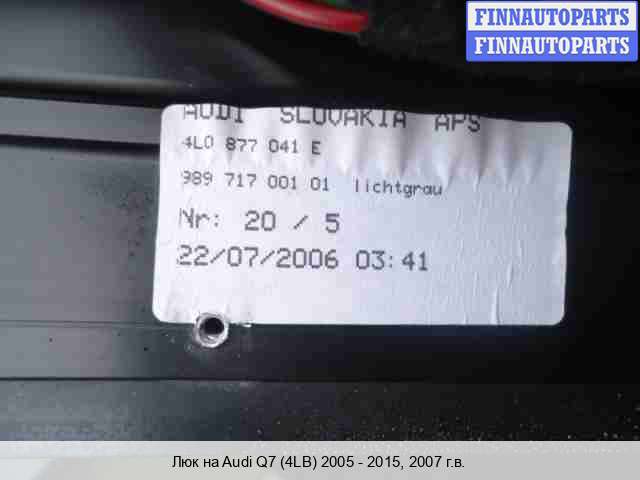 FINNAUTOPARTS
FINNAUTOPARTS
AUDI SLOVAKIA APS
4L0 877 041 E
989 717 001 01 lichtgrau
Nr: 20 / 5
22/07/2006 03:41
Люк на Audi Q7 (4LB) 2005 - 2015, 2007 г.в.